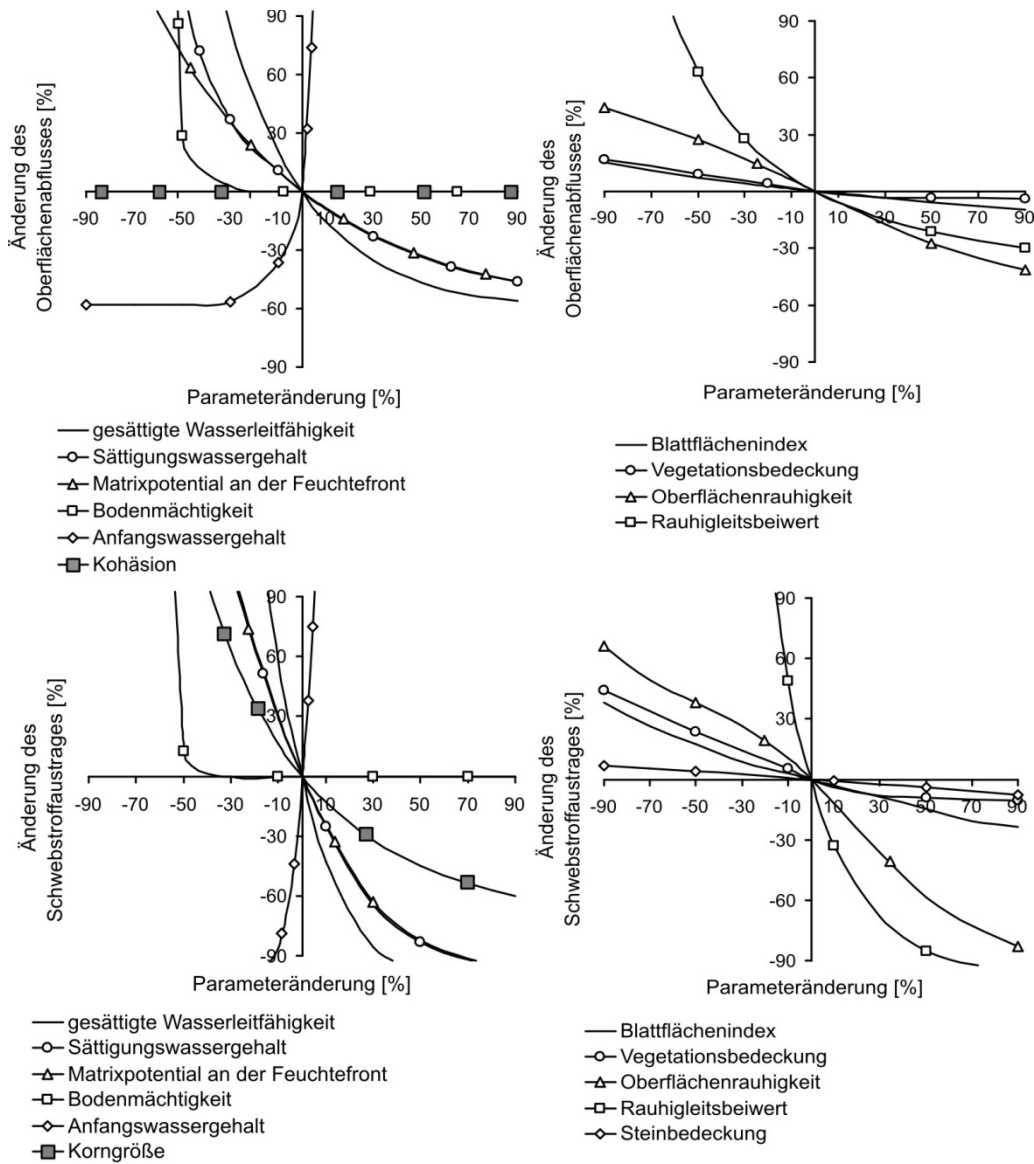 Änderung des
Oberflächenabflusses [%]
90
60
30
-90 -70 -50 -30 -10 10 30 50 70 90
-30
-60
-90
Parameteränderung [%]
gesättigte Wasserleitfähigkeit
Sättigungswassergehalt
Matrixpotential an der Feuchtefront
Bodenmächtigkeit
Anfangswassergehalt
Kohäsion
Änderung des
Oberflächenabflusses [%]
90
60
30
-90 -70 -50 -30 -10 10 30 50 70 90
-30
-60
-90
Parameteränderung [%]
Blattflächenindex
Vegetationsbedeckung
Oberflächenrauhigkeit
Rauhigleitsbeiwert
Änderung des
Schwebstroffaustrages [%]
90
60
30
-90 -70 -50 -30 -10 10 30 50 70 90
-30
-60
-90
Parameteränderung [%]
gesättigte Wasserleitfähigkeit
Sättigungswassergehalt
Matrixpotential an der Feuchtefront
Bodenmächtigkeit
Anfangswassergehalt
Korngröße
Änderung des
Schwebstroffaustrages [%]
90
60
30
-90 -70 -50 -30 -10 10 30 50 70 90
-30
-60
-90
Parameteränderung [%]
Blattflächenindex
Vegetationsbedeckung
Oberflächenrauhigkeit
Rauhigleitsbeiwert
Steinbedeckung